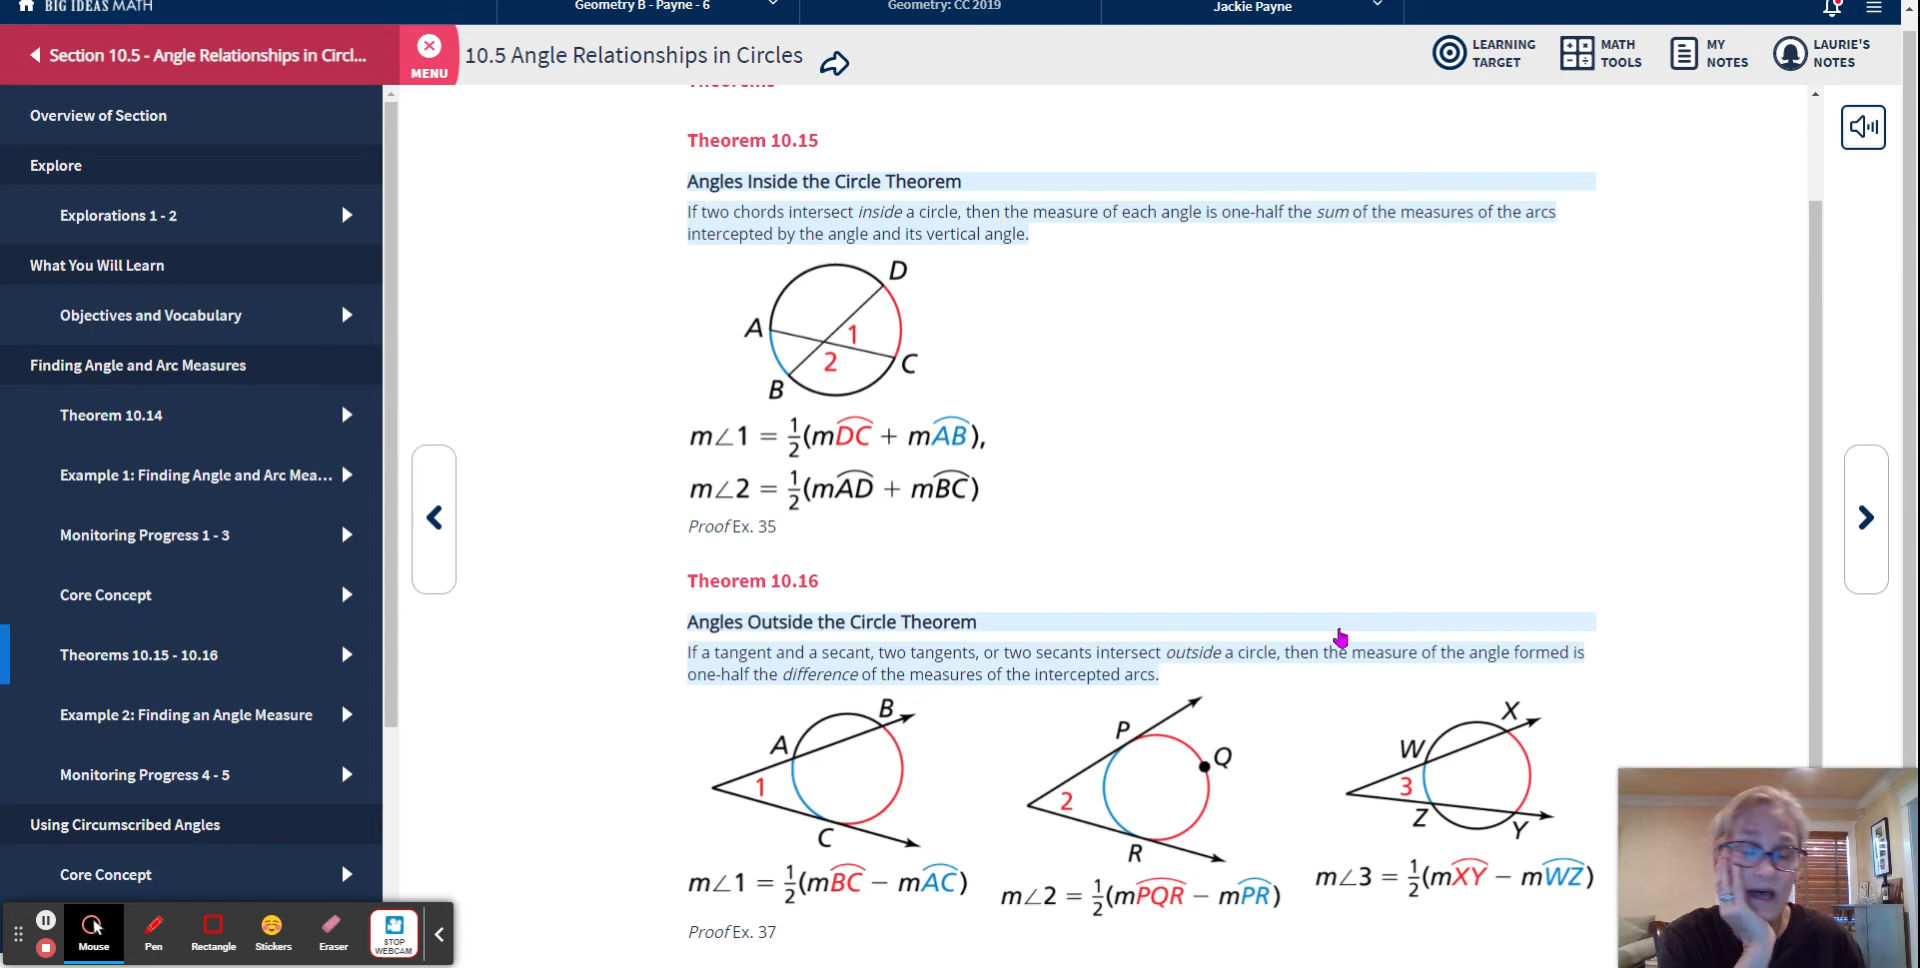 BIG IDEAS MATH
Geometry B - Payne - 6
Geometry: CC 2019
Jackie Payne
Section 10.5 - Angle Relationships in Circl...
MENU
10.5 Angle Relationships in Circles
LEARNING TARGET
MATH TOOLS
MY NOTES
LAURIE'S NOTES
Overview of Section
Explore
Explorations 1 - 2
What You Will Learn
Objectives and Vocabulary
Finding Angle and Arc Measures
Theorem 10.14
Example 1: Finding Angle and Arc Mea...
Monitoring Progress 1 - 3
Core Concept
Theorems 10.15 - 10.16
Example 2: Finding an Angle Measure
Monitoring Progress 4 - 5
Using Circumscribed Angles
Core Concept
Mouse
Pen
Rectangle
Stickers
Eraser
STOP WEBCAM
Theorems
Theorem 10.15
Angles Inside the Circle Theorem
If two chords intersect inside a circle, then the measure of each angle is one-half the sum of the measures of the arcs
intercepted by the angle and its vertical angle.
D
A
1
2
C
B
m∠1 = 1/2(mDC + mAB),
m∠2 = 1/2(mAD + mBC)
Proof Ex. 35
Theorem 10.16
Angles Outside the Circle Theorem
If a tangent and a secant, two tangents, or two secants intersect outside a circle, then the measure of the angle formed is
one-half the difference of the measures of the intercepted arcs.
B
A
1
C
m∠1 = 1/2(mBC − mAC)
P
Q
2
R
m∠2 = 1/2(mPQR − mPR)
X
W
3
Z
Y
m∠3 = 1/2(mXY − mWZ)
Proof Ex. 37